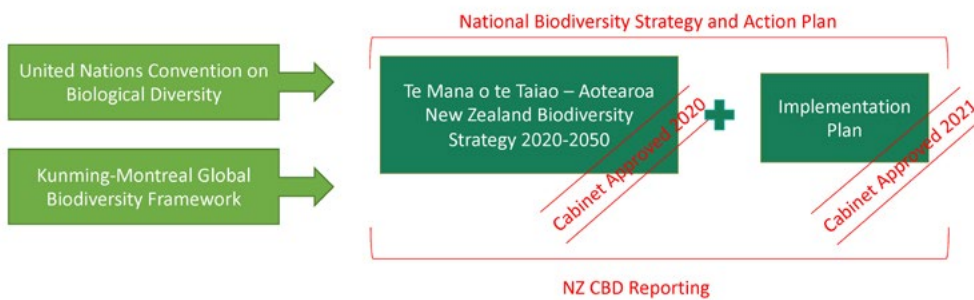 National Biodiversity Strategy and Action Plan
United Nations Convention on
Biological Diversity
Kunming-Montreal Global
Biodiversity Framework
Te Mana o te Taiao – Aotearoa
New Zealand Biodiversity
Strategy 2020-2050
Cabinet Approved 2020
Implementation
Plan
Cabinet Approved 2021
NZ CBD Reporting